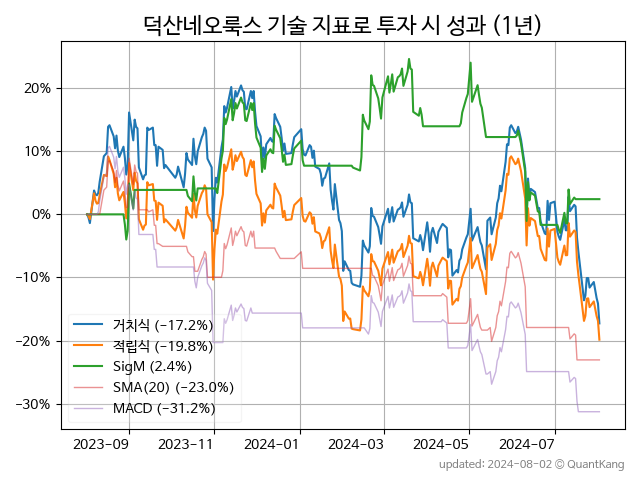 덕산네오룩스 기술 지표로 투자 시 성과 (1년)
20%
10%
0%
−10%
−20%
−30%
거치식 (−17.2%)
적립식 (−19.8%)
SigM (2.4%)
SMA(20) (−23.0%)
MACD (−31.2%)
2023-09 2023-11 2024-01 2024-03 2024-05 2024-07
updated: 2024-08-02 © QuantKang